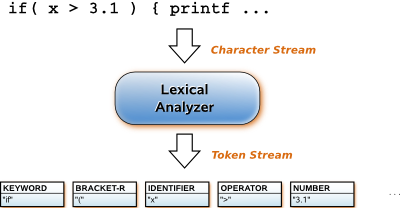 if( x > 3.1 ) { printf ...
Character Stream
Lexical
Analyzer
Token Stream
KEYWORD BRACKET-R IDENTIFIER OPERATOR NUMBER
"if" "(" "x" ">" "3.1" ...